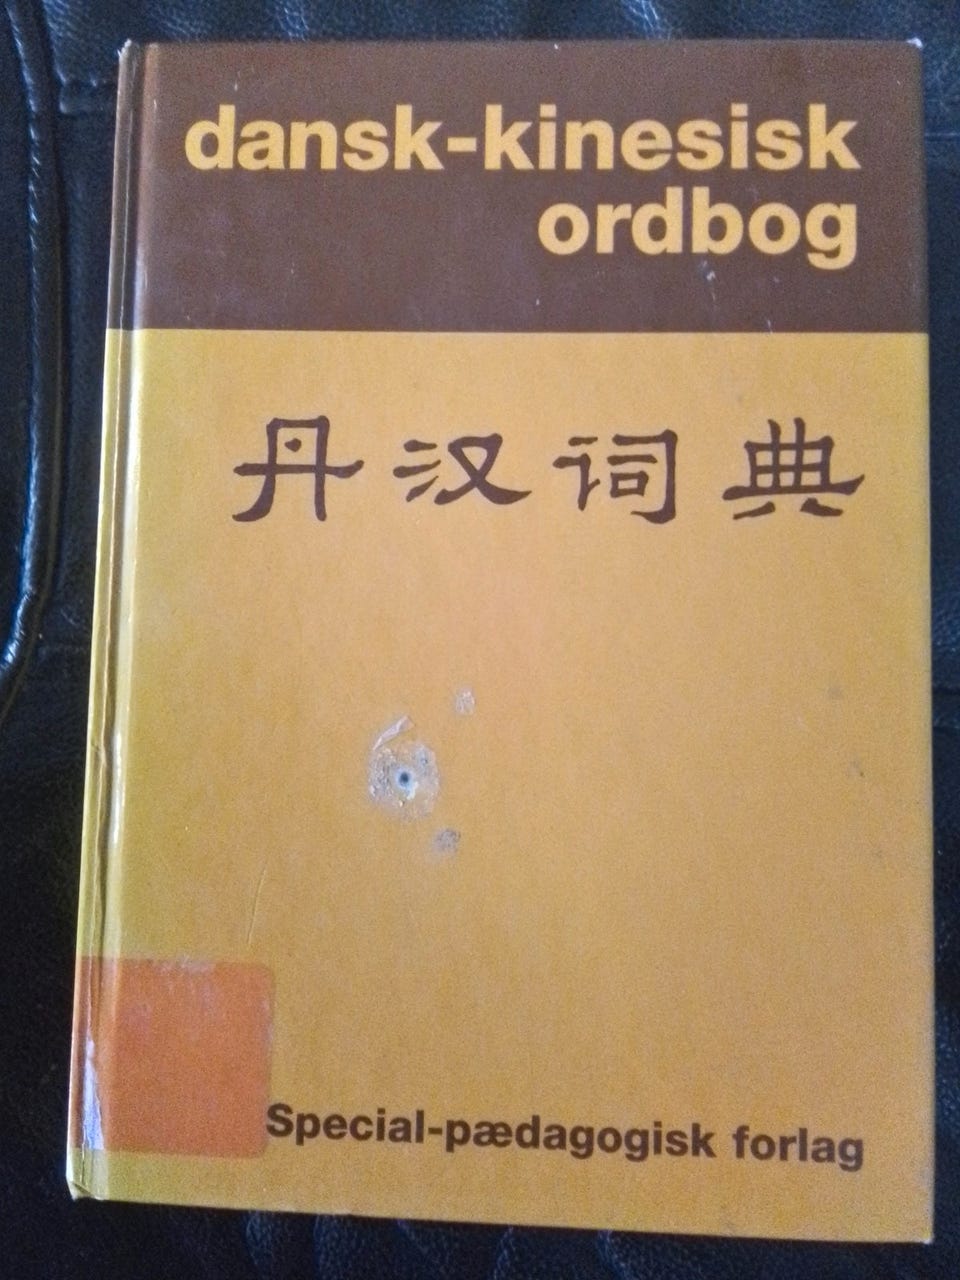 dansk-kinesisk
ordbog
丹汉词典
Special-pædagogisk forlag